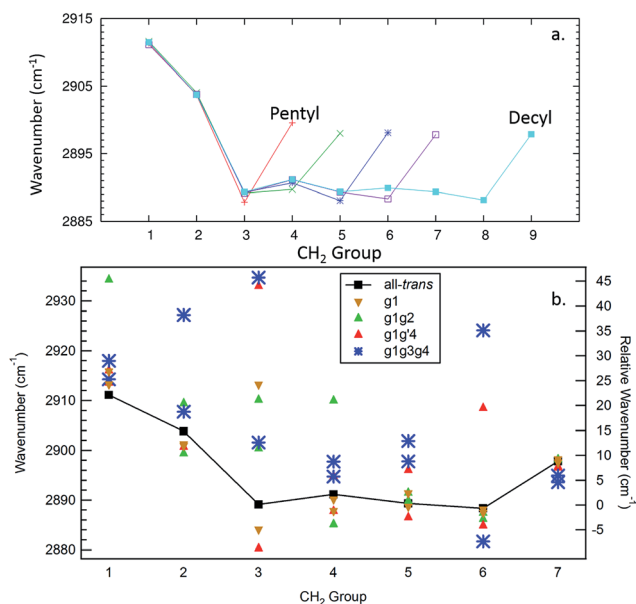 a.
2915
2905
2895
2885
Wavenumber (cm⁻¹)
Pentyl
Decyl
1 2 3 4 5 6 7 8 9
CH₂ Group
b.
all-trans
g1
g1g2
g1g'4
g1g3g4
2930
2920
2910
2900
2890
2880
Wavenumber (cm⁻¹)
45
40
35
30
25
20
15
10
5
0
-5
Relative Wavenumber (cm⁻¹)
1 2 3 4 5 6 7
CH₂ Group